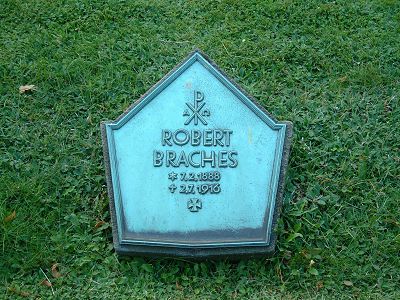 ROBERT
BRACHES
* 7.2.1888
✝ 2.7.1916